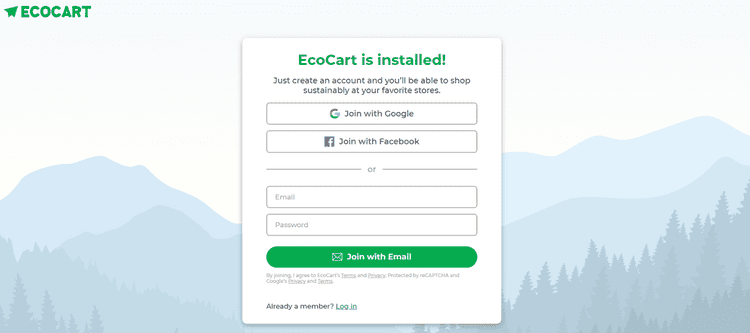 ECOCART
EcoCart is installed!
Just create an account and you'll be able to shop
sustainably at your favorite stores.
Join with Google
Join with Facebook
or
Email
Password
Join with Email
By joining, I agree to EcoCart's Terms and Privacy. Protected by reCAPTCHA and
Google's Privacy and Terms.
Already a member? Log in